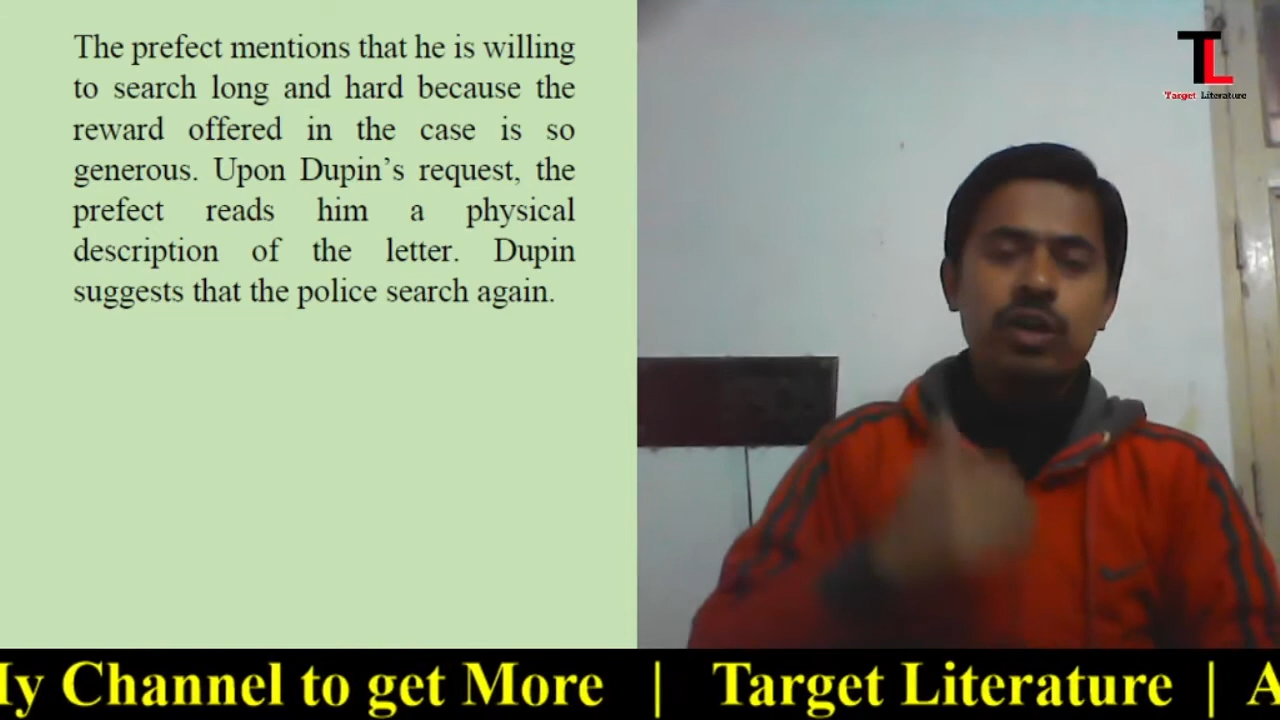 The prefect mentions that he is willing
to search long and hard because the
reward offered in the case is so
generous. Upon Dupin’s request, the
prefect reads him a physical
description of the letter. Dupin
suggests that the police search again.
TL
Target Literature
My Channel to get More | Target Literature | A